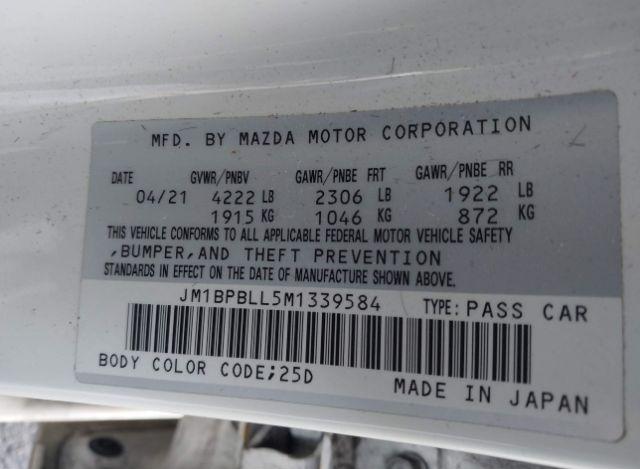 MFD. BY MAZDA MOTOR CORPORATION
DATE GVWR/PNBV GAWR/PNBE FRT GAWR/PNBE RR
04/21 4222 LB 2306 LB 1922 LB
1915 KG 1046 KG 872 KG
THIS VEHICLE CONFORMS TO ALL APPLICABLE FEDERAL MOTOR VEHICLE SAFETY
,BUMPER,AND THEFT PREVENTION
STANDARDS IN EFFECT ON THE DATE OF MANUFACTURE SHOWN ABOVE.
JM1BPBLL5M1339584 TYPE: PASS CAR
BODY COLOR CODE;25D
MADE IN JAPAN